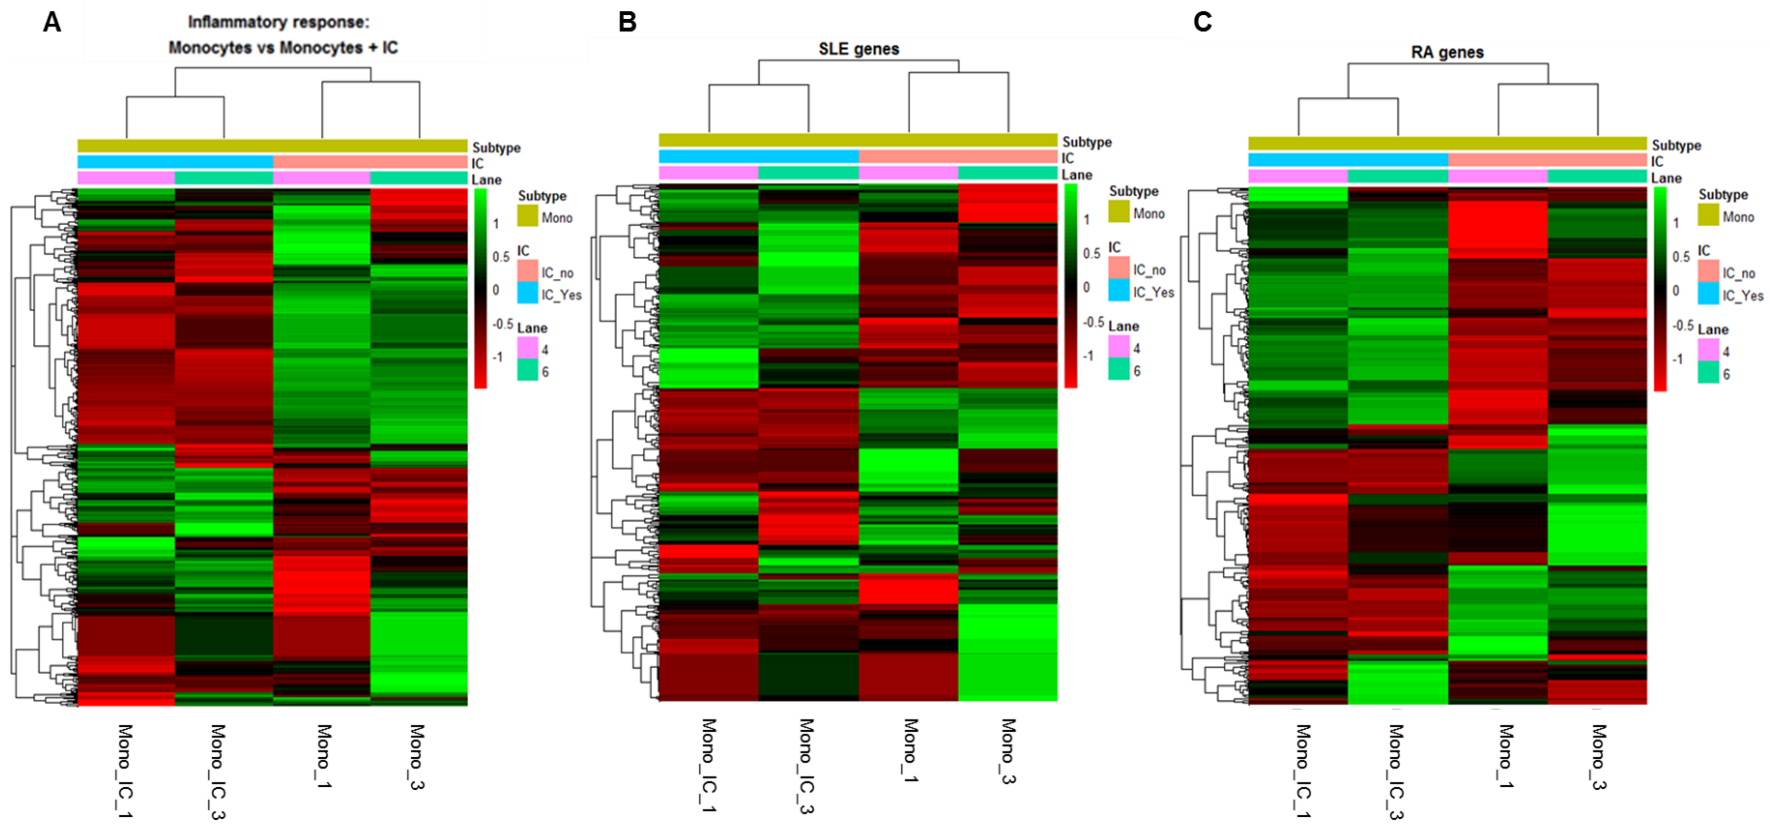 A
Inflammatory response:
Monocytes vs Monocytes + IC
Subtype
IC
Lane
1
0.5
0
-0.5
-1
Subtype
Mono
IC
IC_no
IC_Yes
Lane
4
6
Mono_IC_1
Mono_IC_3
Mono_1
Mono_3
B
SLE genes
Subtype
IC
Lane
1
0.5
0
-0.5
-1
Subtype
Mono
IC
IC_no
IC_Yes
Lane
4
6
Mono_IC_1
Mono_IC_3
Mono_1
Mono_3
C
RA genes
Subtype
IC
Lane
1
0.5
0
-0.5
-1
Subtype
Mono
IC
IC_no
IC_Yes
Lane
4
6
Mono_IC_1
Mono_IC_3
Mono_1
Mono_3